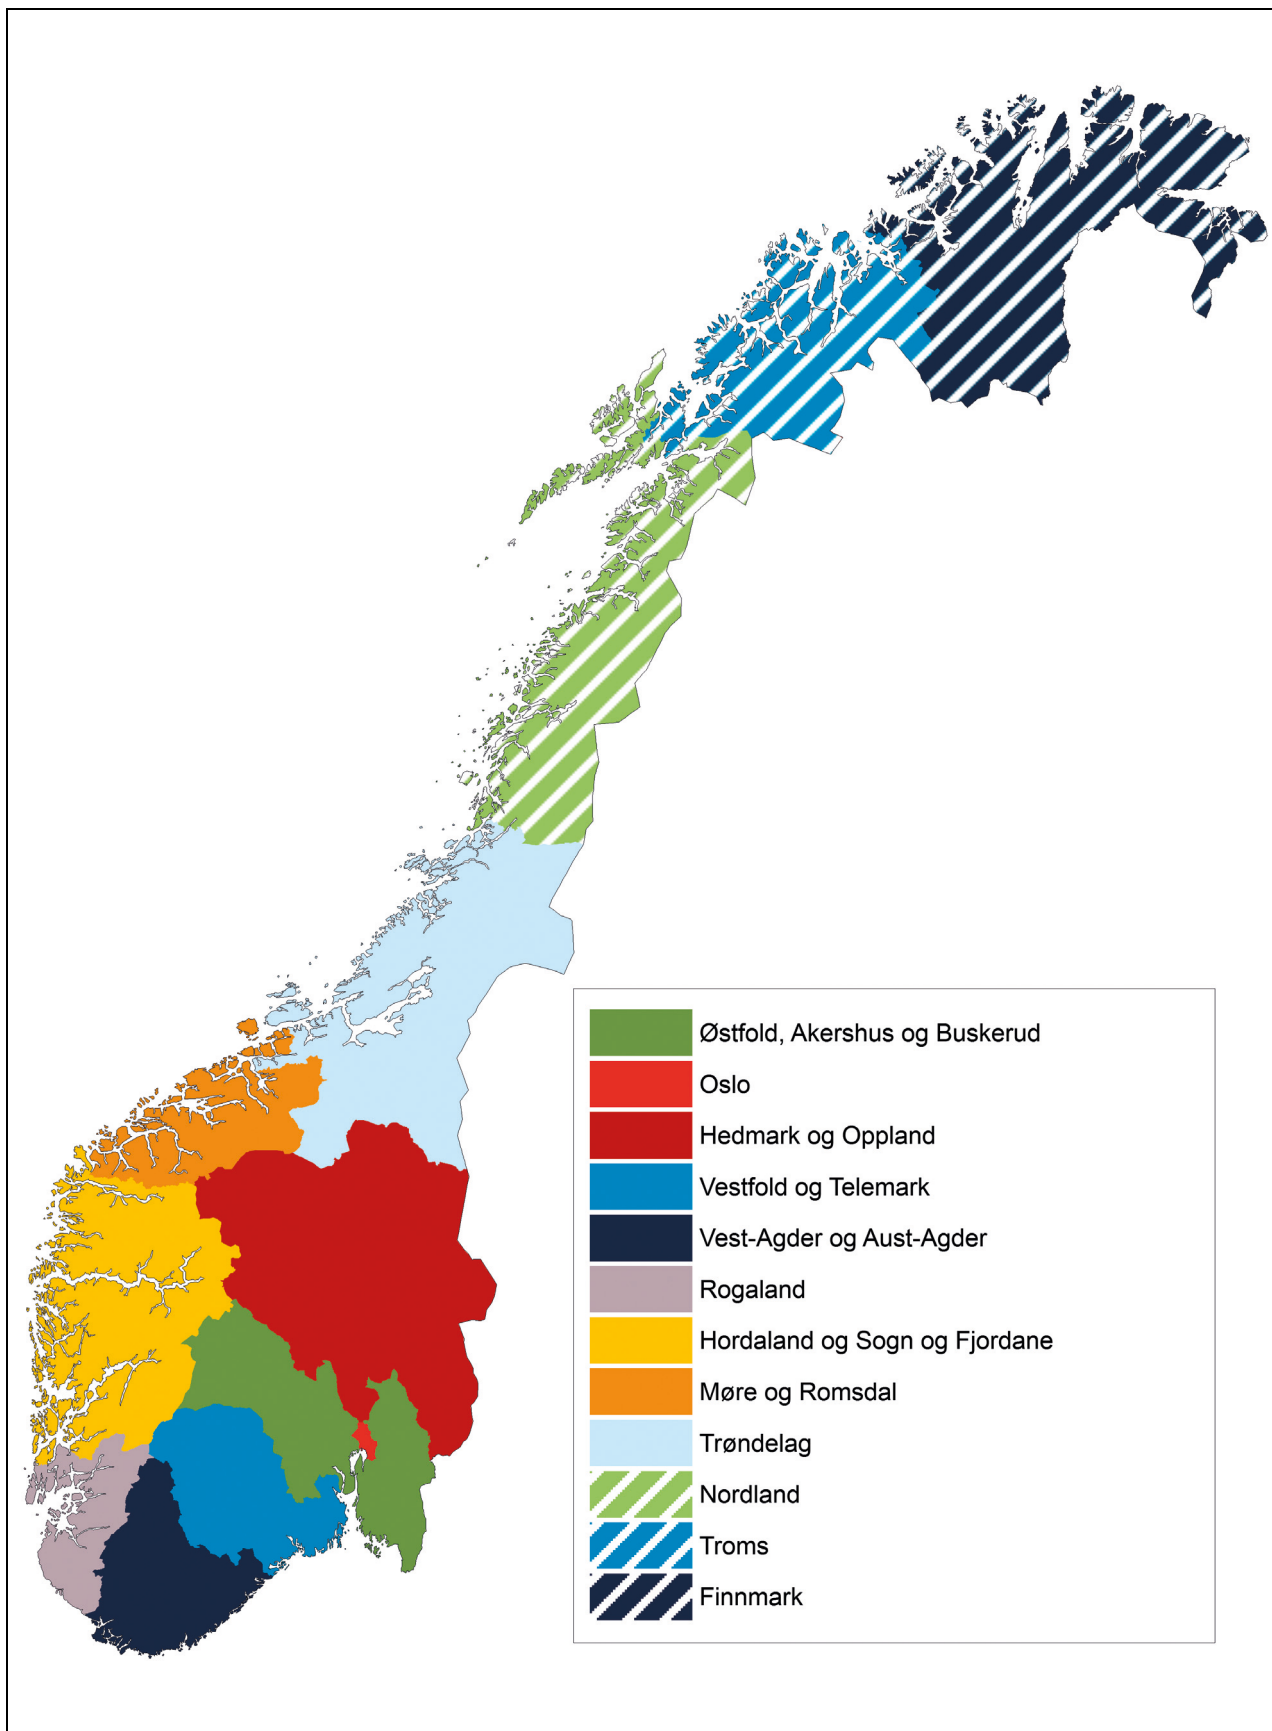 Østfold, Akershus og Buskerud
Oslo
Hedmark og Oppland
Vestfold og Telemark
Vest-Agder og Aust-Agder
Rogaland
Hordaland og Sogn og Fjordane
Møre og Romsdal
Trøndelag
Nordland
Troms
Finnmark